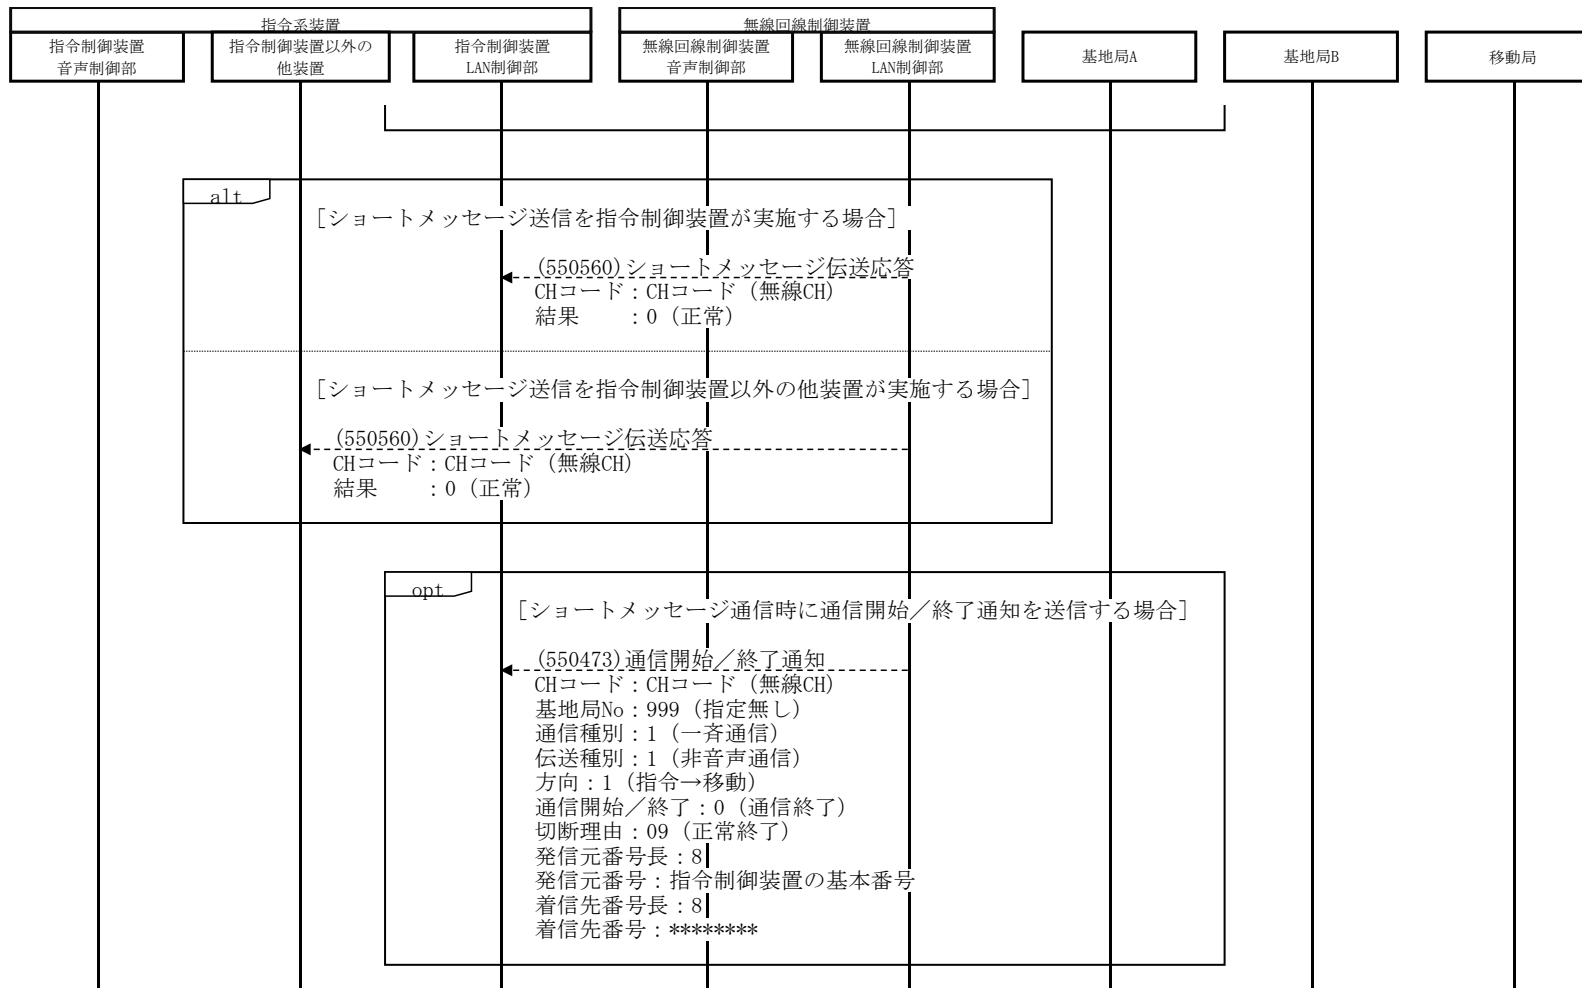 指令系装置
無線回線制御装置
指令制御装置
音声制御部
指令制御装置以外の
他装置
指令制御装置
LAN制御部
無線回線制御装置
音声制御部
無線回線制御装置
LAN制御部
基地局A
基地局B
移動局
alt
[ショートメッセージ送信を指令制御装置が実施する場合]
(550560)ショートメッセージ伝送応答
CHコード：CHコード（無線CH）
結果　　：0（正常）
[ショートメッセージ送信を指令制御装置以外の他装置が実施する場合]
(550560)ショートメッセージ伝送応答
CHコード：CHコード（無線CH）
結果　　：0（正常）
opt
[ショートメッセージ通信時に通信開始／終了通知を送信する場合]
(550473)通信開始／終了通知
CHコード：CHコード（無線CH）
基地局No：999（指定無し）
通信種別：1（一斉通信）
伝送種別：1（非音声通信）
方向：1（指令→移動）
通信開始／終了：0（通信終了）
切断理由：09（正常終了）
発信元番号長：8
発信元番号：指令制御装置の基本番号
着信先番号長：8
着信先番号：********